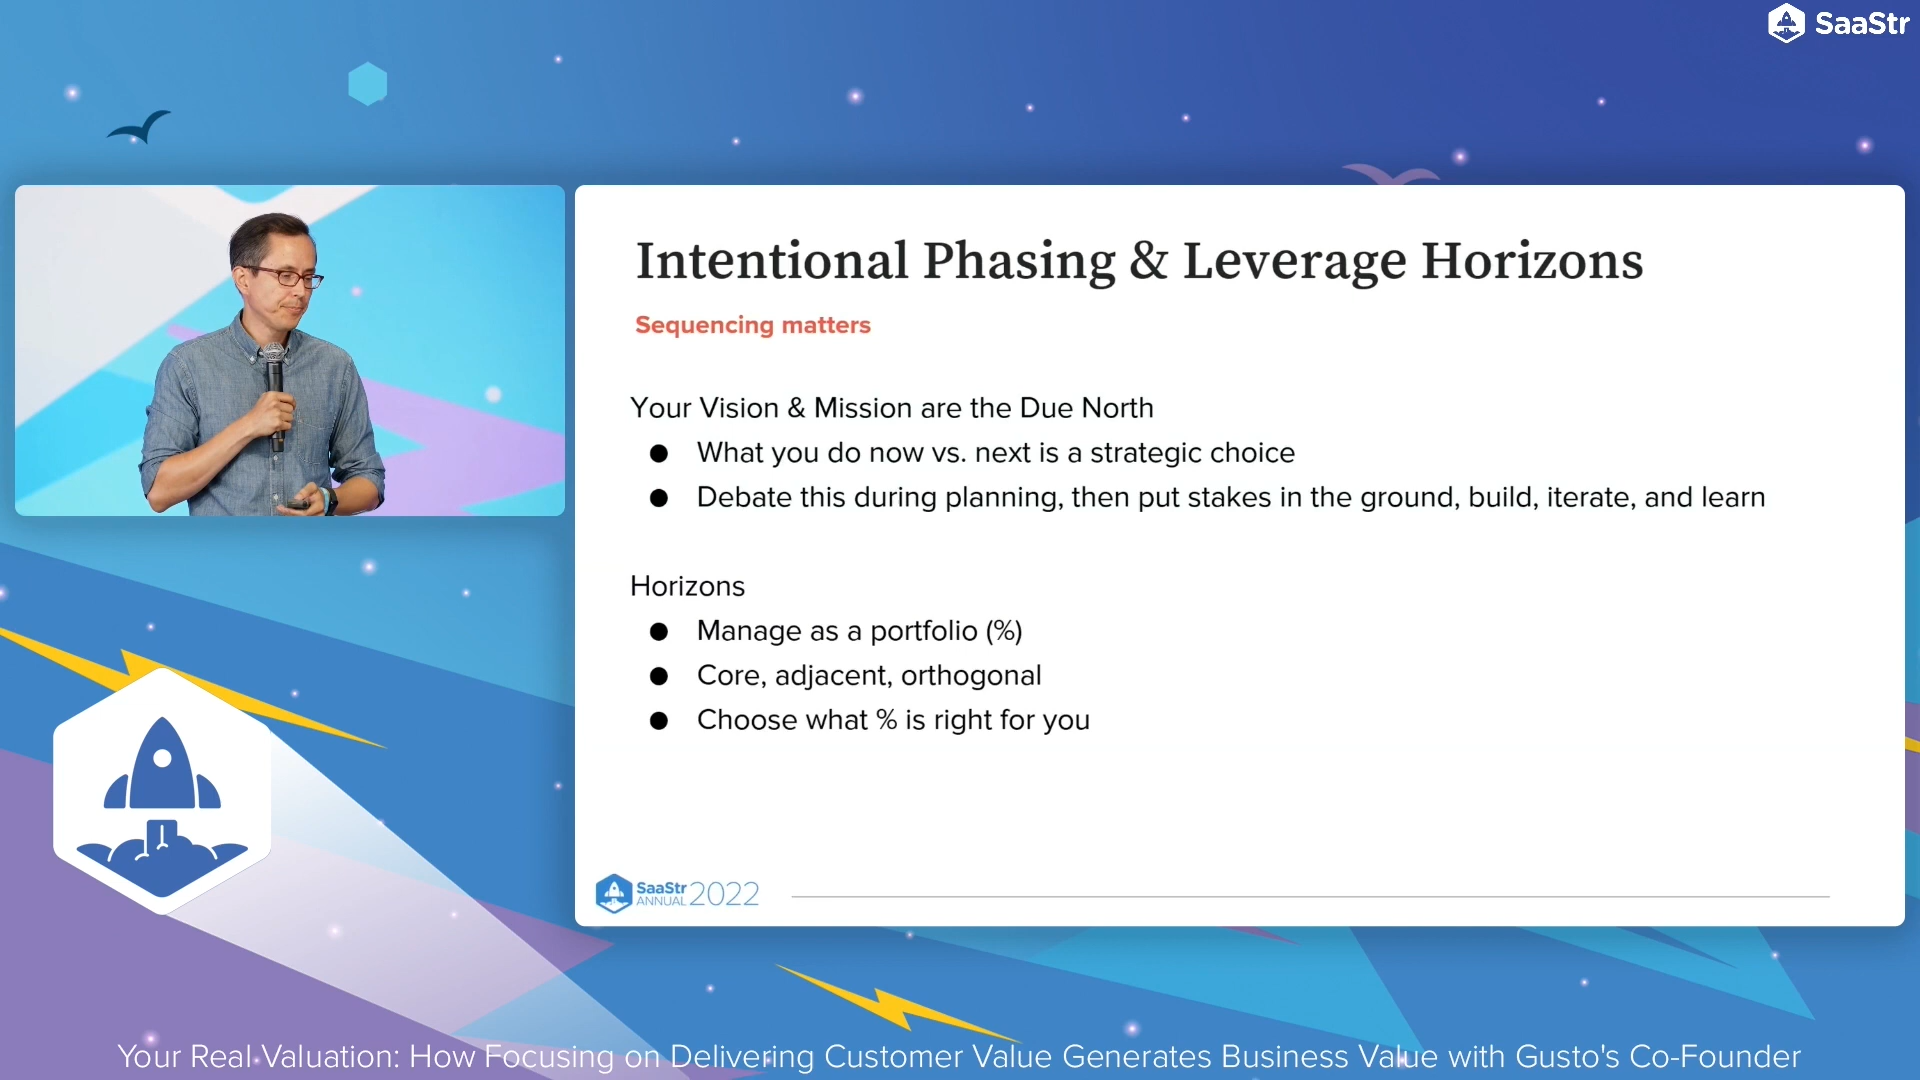 SaaStr
Intentional Phasing & Leverage Horizons
Sequencing matters
Your Vision & Mission are the Due North
● What you do now vs. next is a strategic choice
● Debate this during planning, then put stakes in the ground, build, iterate, and learn
Horizons
● Manage as a portfolio (%)
● Core, adjacent, orthogonal
● Choose what % is right for you
SaaStr
ANNUAL 2022
Your Real Valuation: How Focusing on Delivering Customer Value Generates Business Value with Gusto's Co-Founder